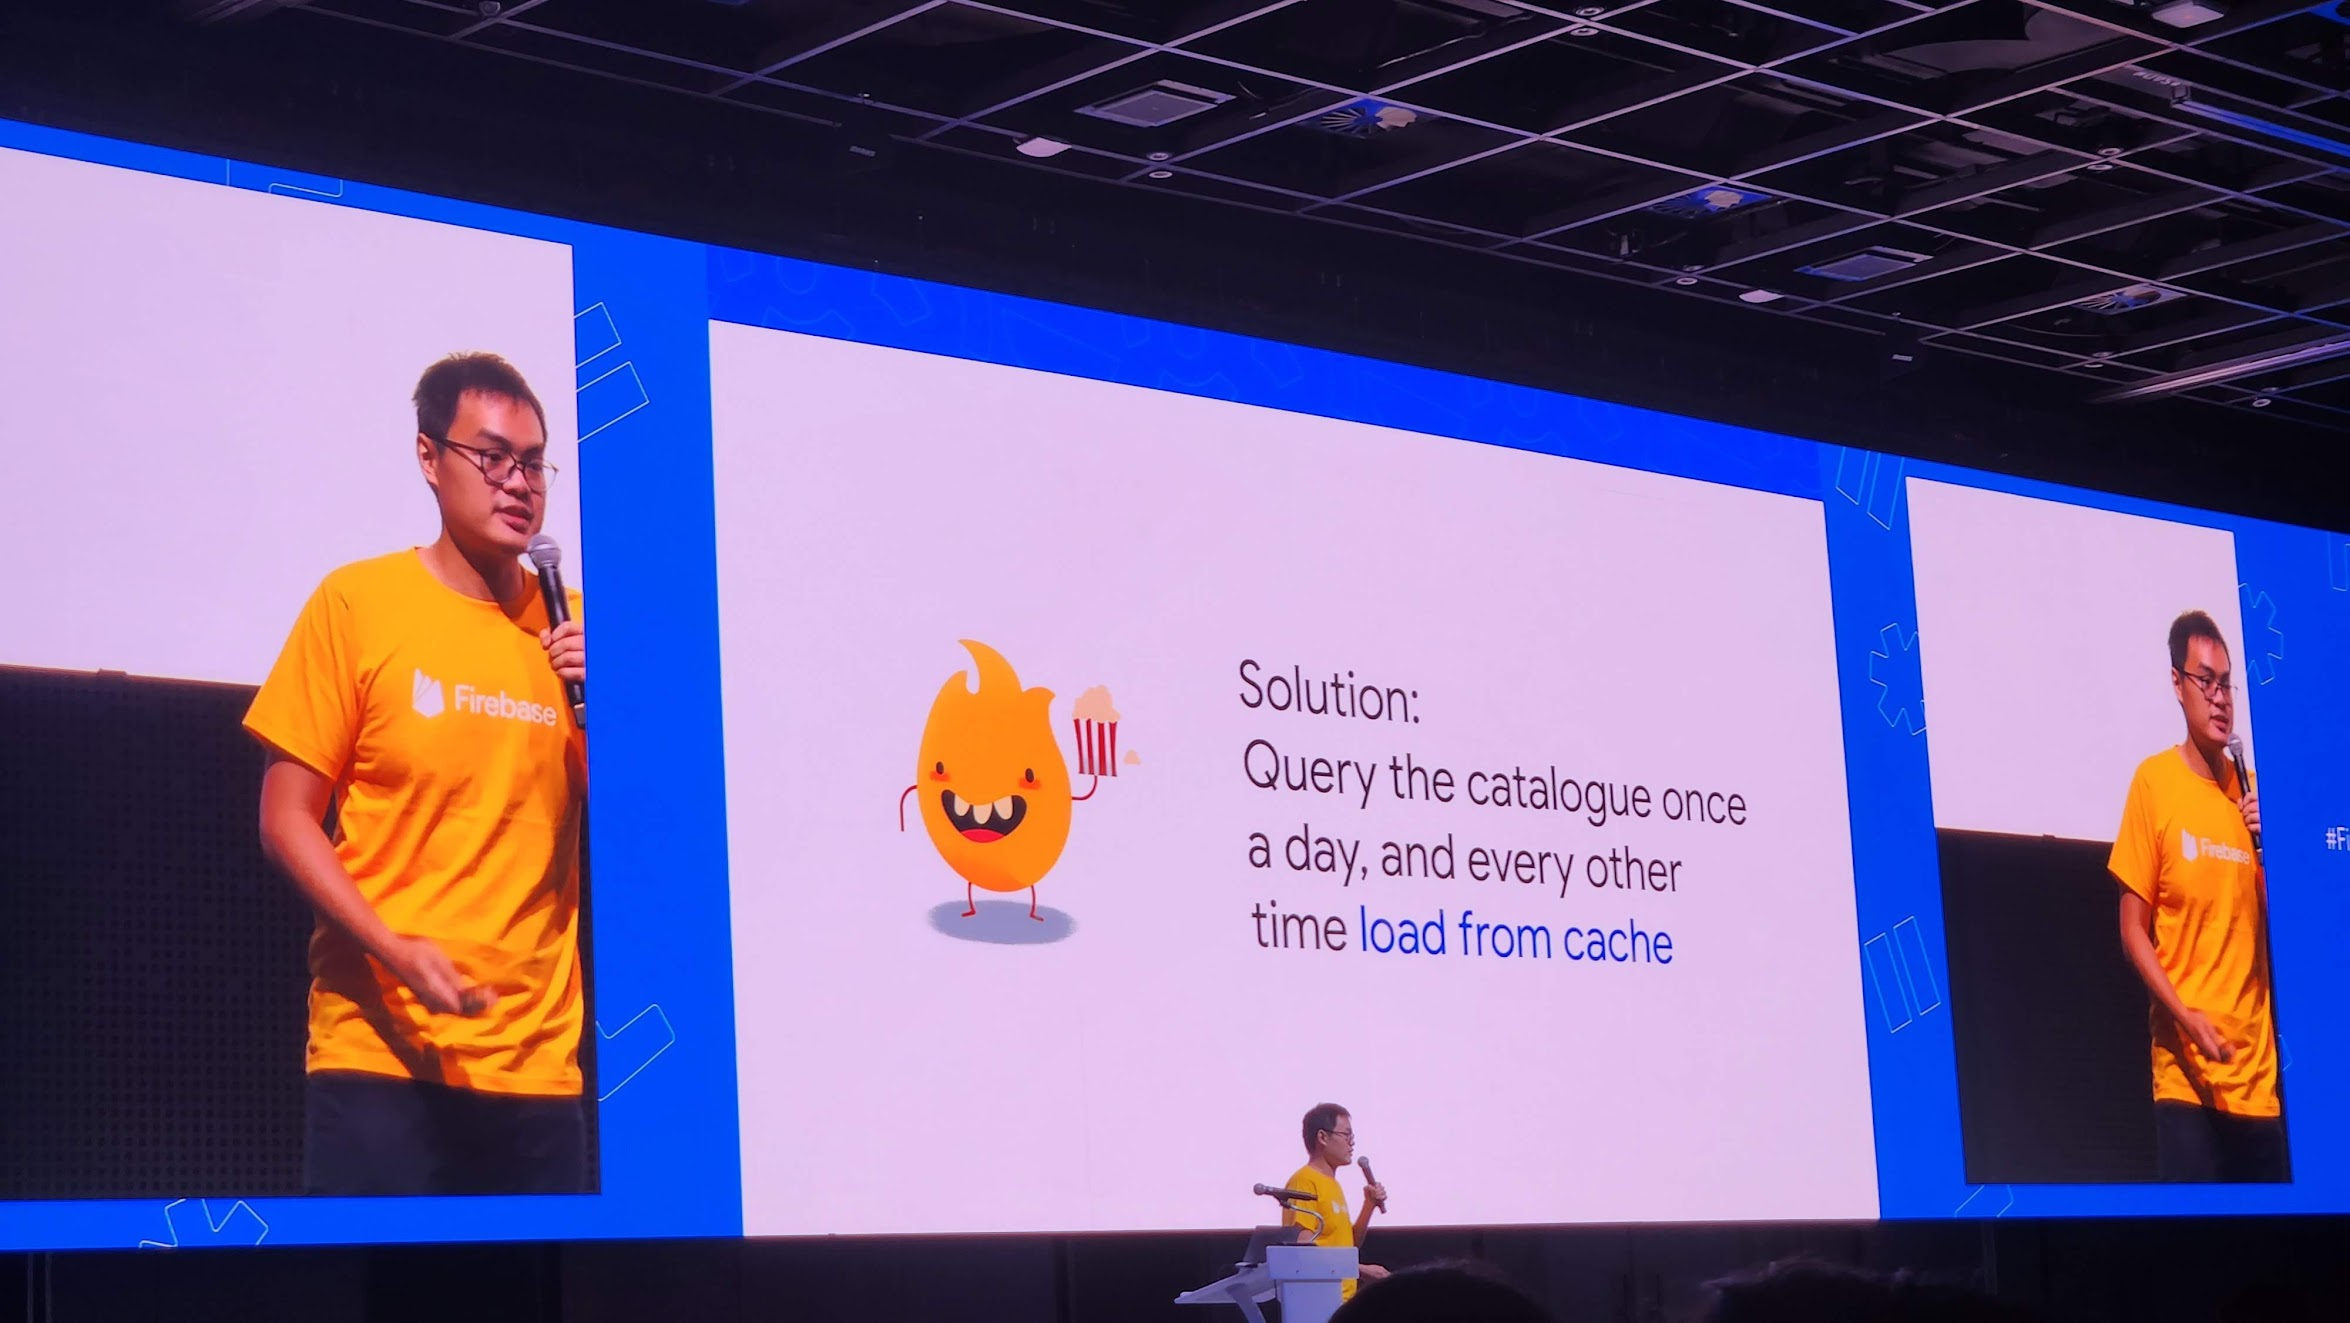 Firebase
Solution:
Query the catalogue once
a day, and every other
time load from cache
Firebase
#Fi